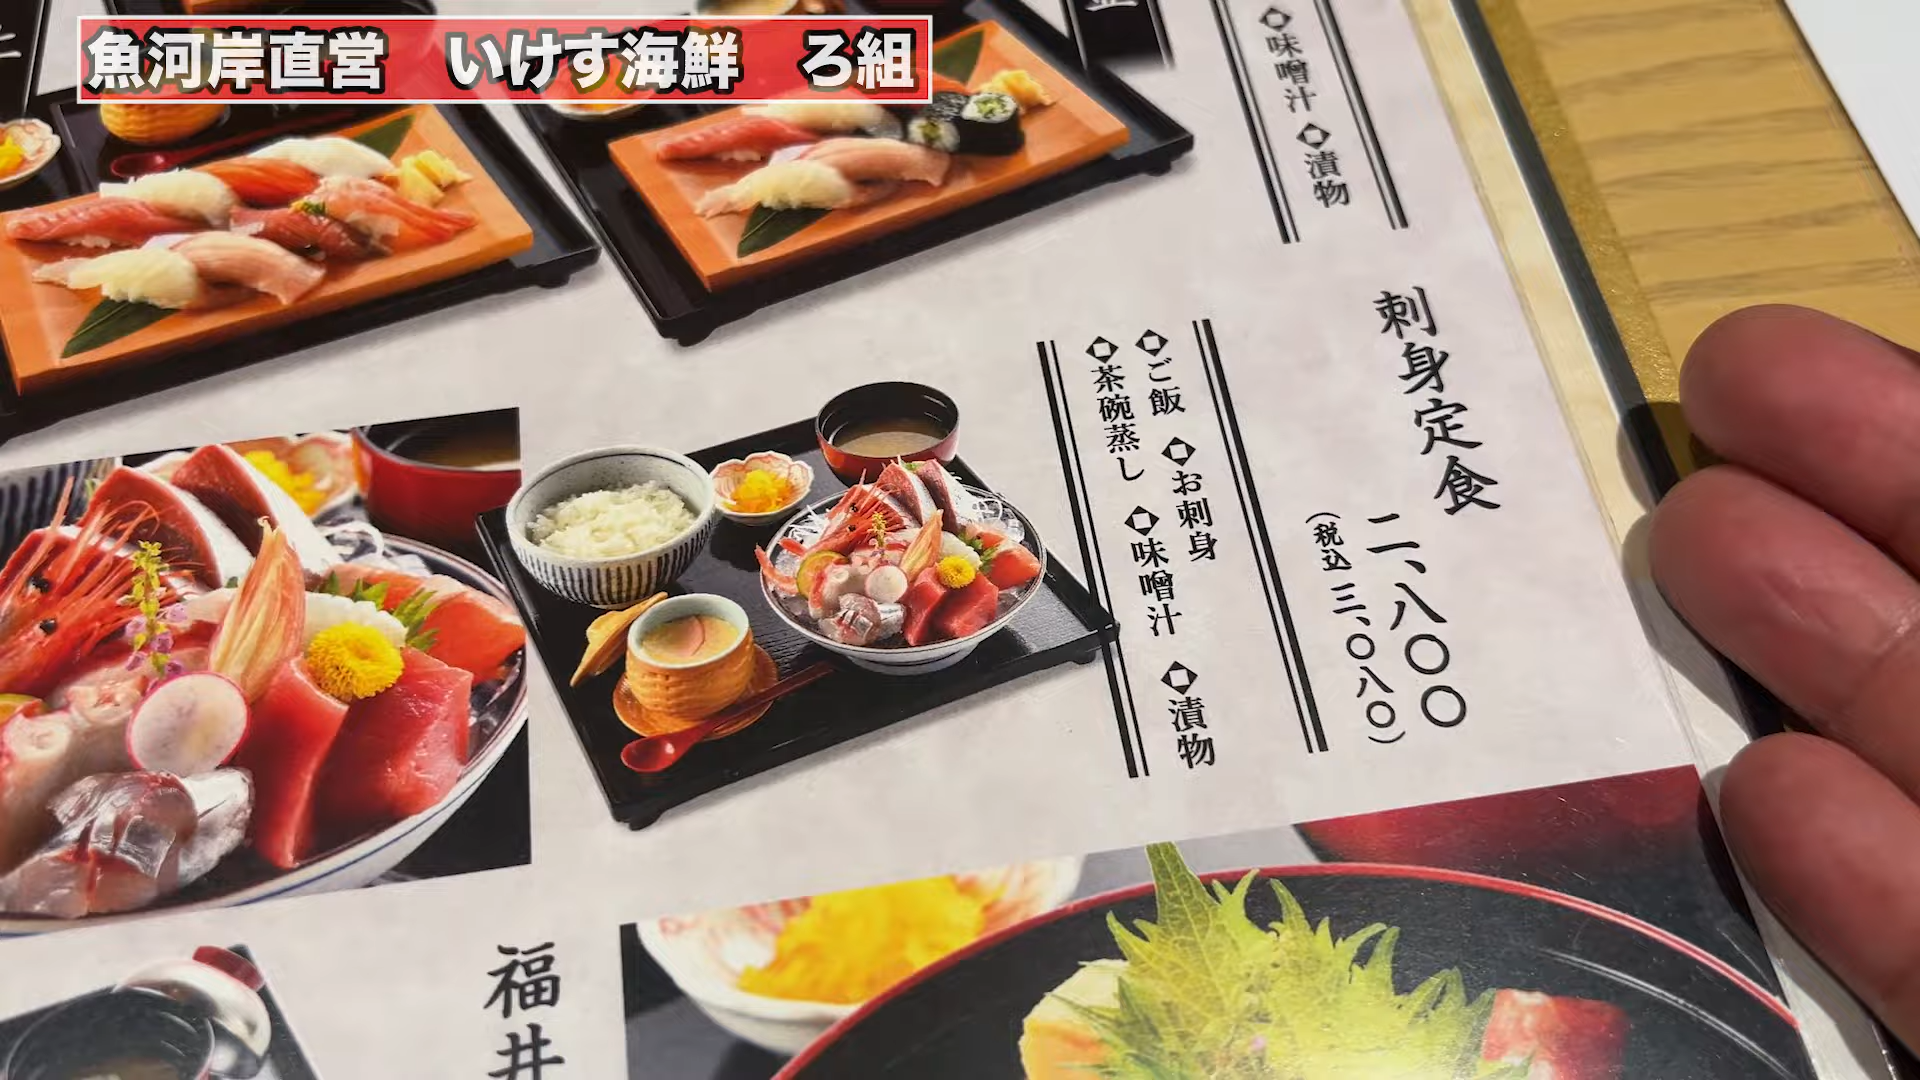 魚河岸直営　いけす海鮮　ろ組
◆味噌汁 ◆漬物
刺身定食
二、八〇〇
（税込 三、〇八〇）
◆ご飯 ◆お刺身
◆茶碗蒸し ◆味噌汁 ◆漬物
福井